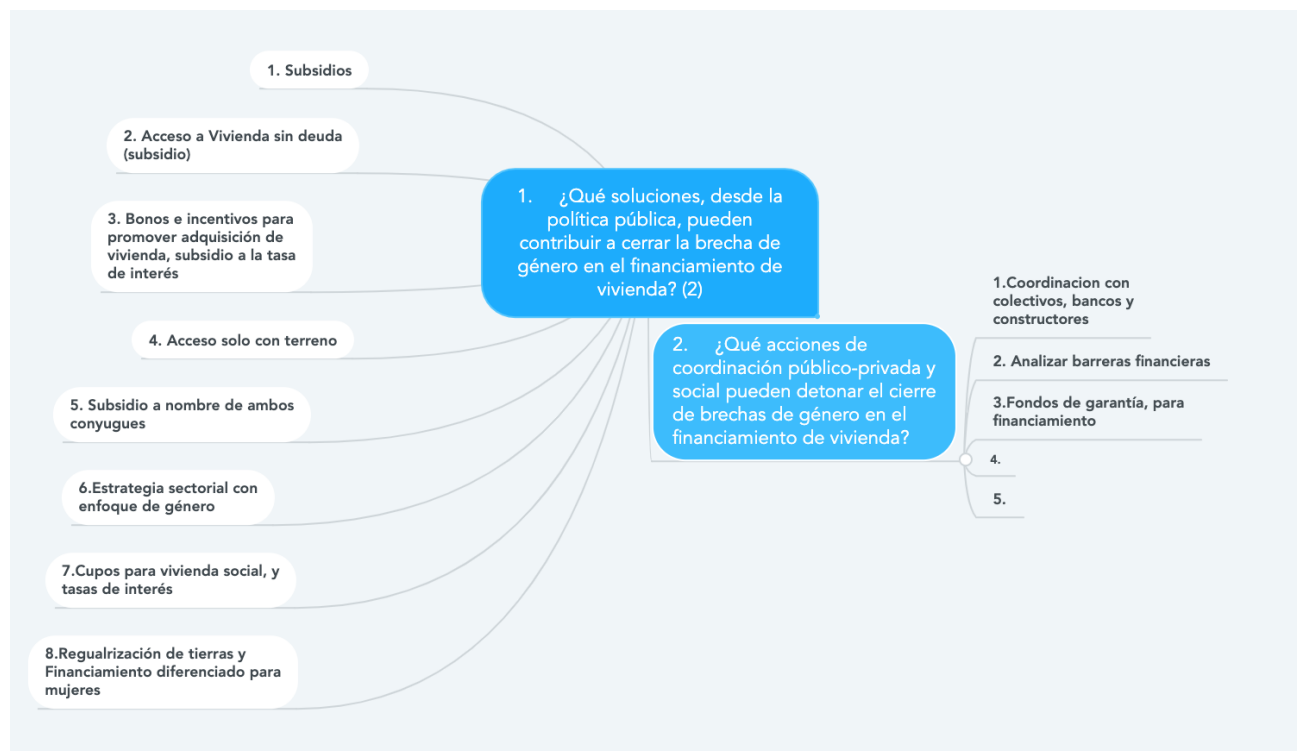 1. Subsidios
2. Acceso a Vivienda sin deuda
(subsidio)
3. Bonos e incentivos para
promover adquisición de
vivienda, subsidio a la tasa
de interés
4. Acceso solo con terreno
5. Subsidio a nombre de ambos
conyugues
6.Estrategia sectorial con
enfoque de género
7.Cupos para vivienda social, y
tasas de interés
8.Regualrización de tierras y
Financiamiento diferenciado para
mujeres
1. ¿Qué soluciones, desde la
política pública, pueden
contribuir a cerrar la brecha de
género en el financiamiento de
vivienda? (2)
2. ¿Qué acciones de
coordinación público-privada y
social pueden detonar el cierre
de brechas de género en el
financiamiento de vivienda?
1.Coordinacion con
colectivos, bancos y
constructores
2. Analizar barreras financieras
3.Fondos de garantía, para
financiamiento
4.
5.